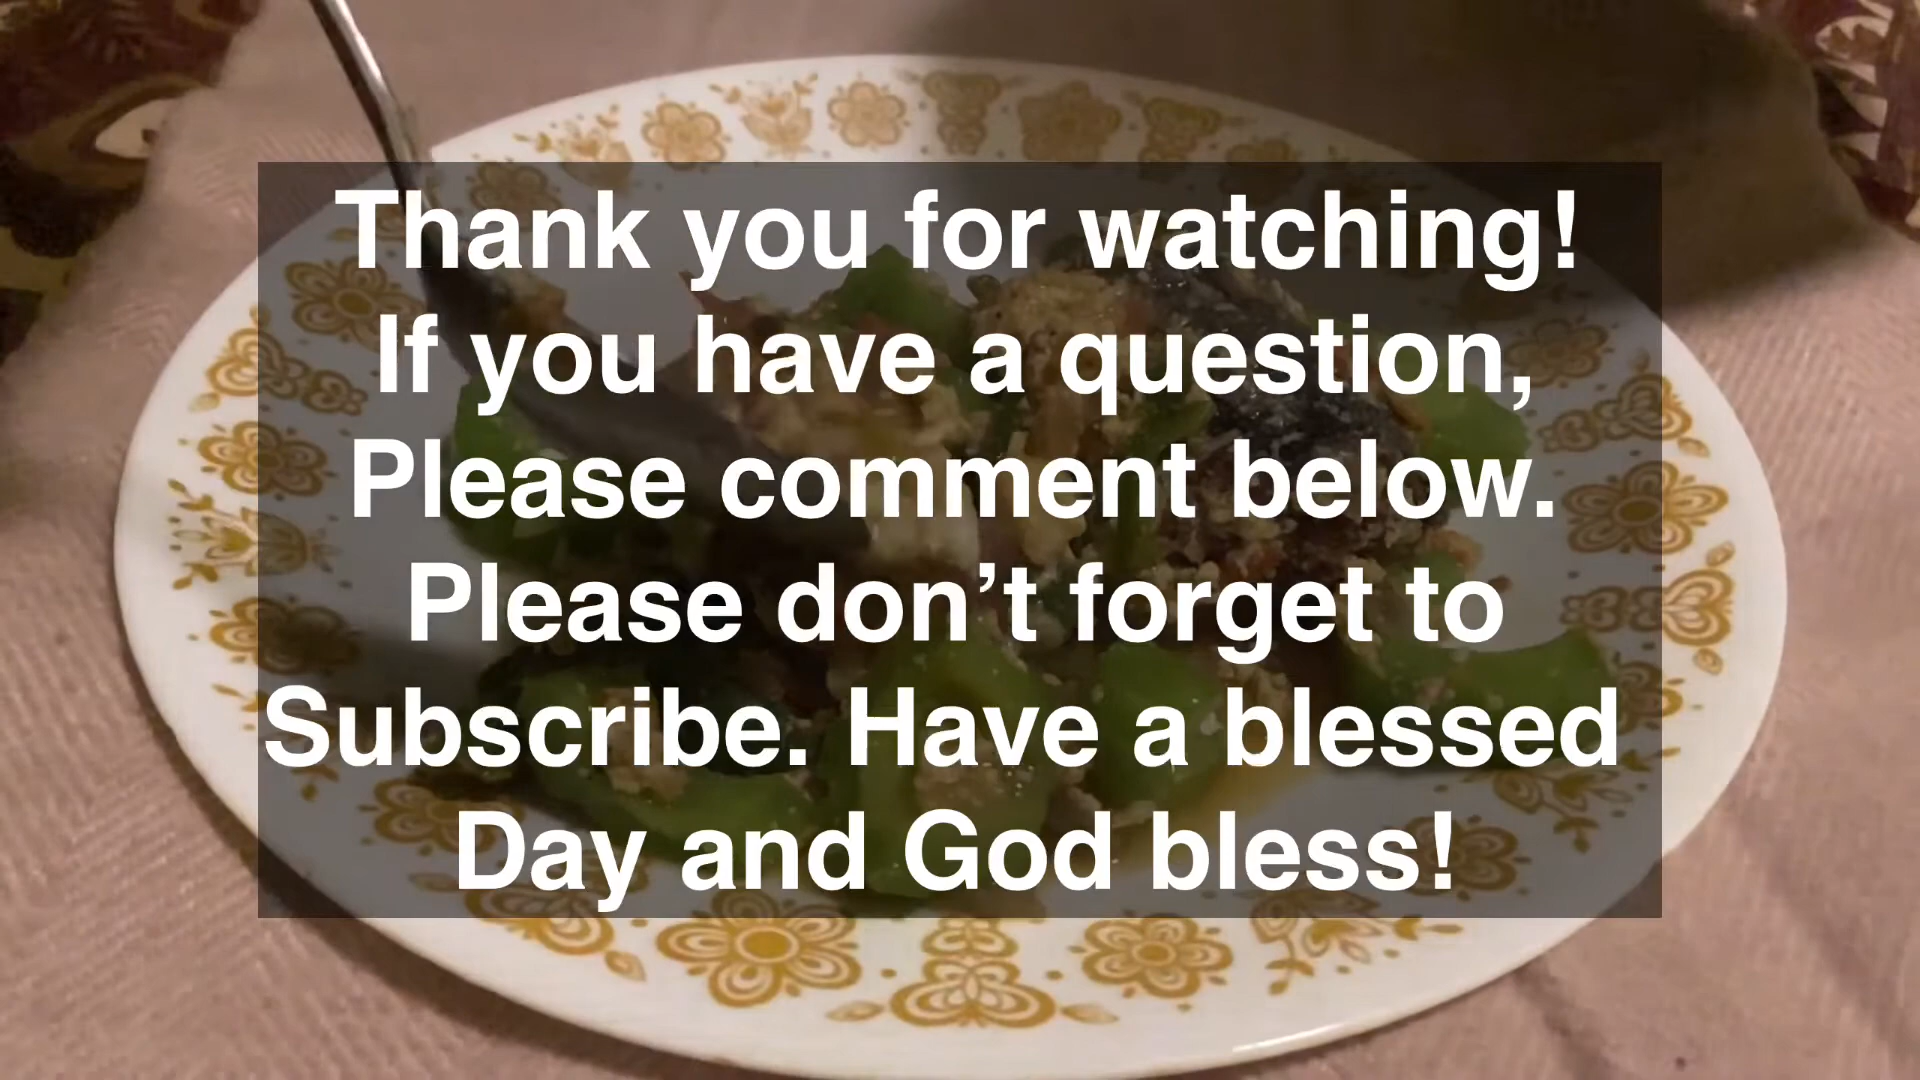 Thank you for watching!
If you have a question,
Please comment below.
Please don’t forget to
Subscribe. Have a blessed
Day and God bless!